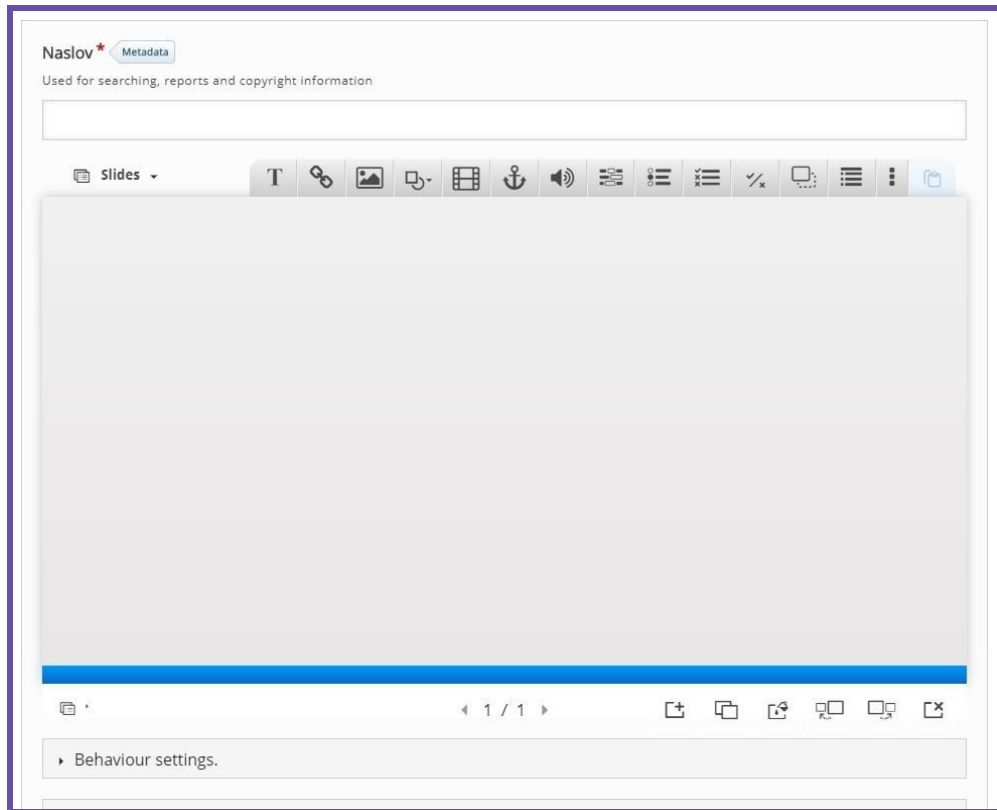 Naslov* Metadata
Used for searching, reports and copyright information
Slides
T
1 / 1
Behaviour settings.